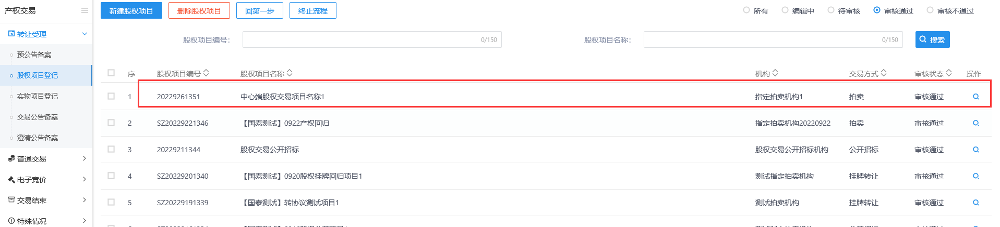 产权交易
新建股权项目 删除股权项目 回第一步 终止流程 所有 编辑中 待审核 审核通过 审核不通过
转让受理
股权项目编号： 0/150 股权项目名称： 0/150 搜索
预公告备案
股权项目登记
实物项目登记
交易公告备案
澄清公告备案
普通交易
电子竞价
交易结束
特殊情况
序 股权项目编号 股权项目名称 机构 交易方式 审核状态 操作
1 20229261351 中心端股权交易项目名称1 指定拍卖机构1 拍卖 审核通过
2 SZ20229221346 【国泰测试】0922产权回归 指定拍卖机构20220922 拍卖 审核通过
3 20229211344 股权交易公开招标 股权交易公开招标机构 公开招标 审核通过
4 SZ20229201340 【国泰测试】0920股权挂牌回归项目1 测试指定拍卖机构 挂牌转让 审核通过
5 SZ20229191339 【国泰测试】转协议测试项目1 测试拍卖机构 挂牌转让 审核通过